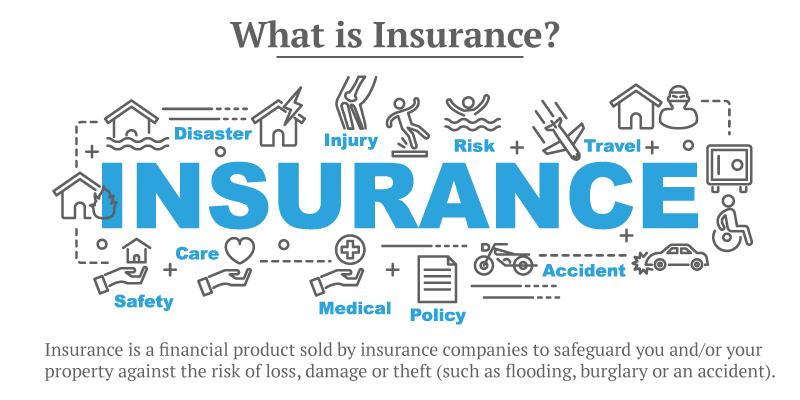 What is Insurance?
Disaster
Injury
Risk
Travel
INSURANCE
Care
Accident
Safety
Medical
Policy
Insurance is a financial product sold by insurance companies to safeguard you and/or your
property against the risk of loss, damage or theft (such as flooding, burglary or an accident).